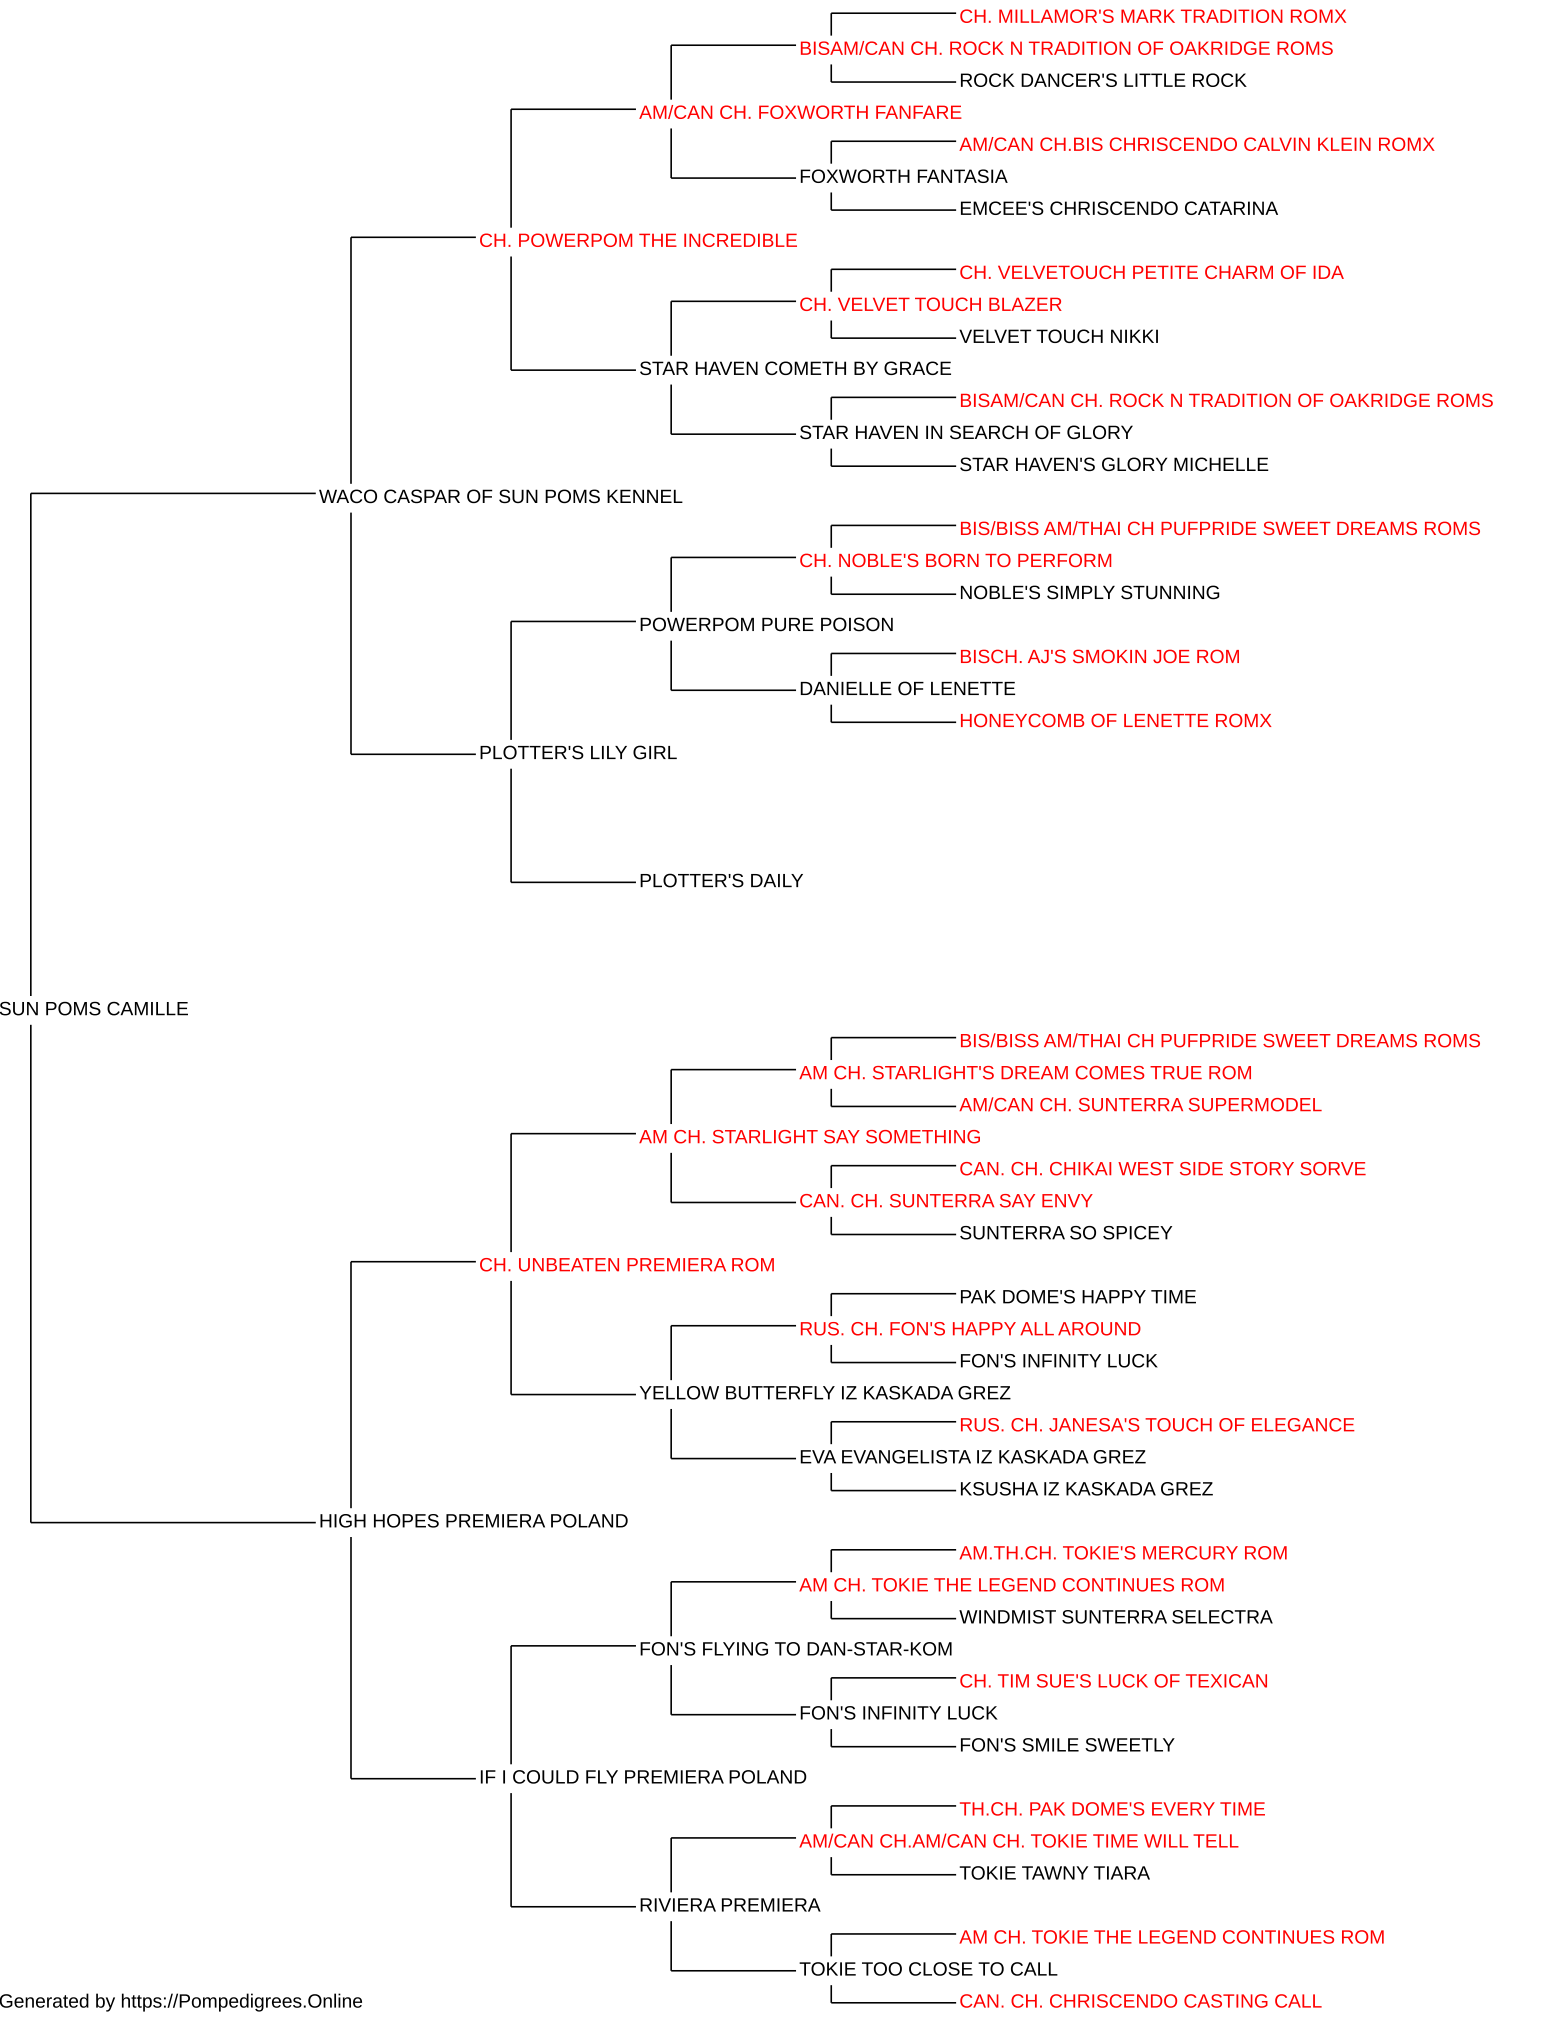 CH. MILLAMOR'S MARK TRADITION ROMX
BISAM/CAN CH. ROCK N TRADITION OF OAKRIDGE ROMS
ROCK DANCER'S LITTLE ROCK
AM/CAN CH. FOXWORTH FANFARE
AM/CAN CH.BIS CHRISCENDO CALVIN KLEIN ROMX
FOXWORTH FANTASIA
EMCEE'S CHRISCENDO CATARINA
CH. POWERPOM THE INCREDIBLE
CH. VELVETOUCH PETITE CHARM OF IDA
CH. VELVET TOUCH BLAZER
VELVET TOUCH NIKKI
STAR HAVEN COMETH BY GRACE
BISAM/CAN CH. ROCK N TRADITION OF OAKRIDGE ROMS
STAR HAVEN IN SEARCH OF GLORY
STAR HAVEN'S GLORY MICHELLE
WACO CASPAR OF SUN POMS KENNEL
BIS/BISS AM/THAI CH PUFPRIDE SWEET DREAMS ROMS
CH. NOBLE'S BORN TO PERFORM
NOBLE'S SIMPLY STUNNING
POWERPOM PURE POISON
BISCH. AJ'S SMOKIN JOE ROM
DANIELLE OF LENETTE
HONEYCOMB OF LENETTE ROMX
PLOTTER'S LILY GIRL
PLOTTER'S DAILY
SUN POMS CAMILLE
BIS/BISS AM/THAI CH PUFPRIDE SWEET DREAMS ROMS
AM CH. STARLIGHT'S DREAM COMES TRUE ROM
AM/CAN CH. SUNTERRA SUPERMODEL
AM CH. STARLIGHT SAY SOMETHING
CAN. CH. CHIKAI WEST SIDE STORY SORVE
CAN. CH. SUNTERRA SAY ENVY
SUNTERRA SO SPICEY
CH. UNBEATEN PREMIERA ROM
PAK DOME'S HAPPY TIME
RUS. CH. FON'S HAPPY ALL AROUND
FON'S INFINITY LUCK
YELLOW BUTTERFLY IZ KASKADA GREZ
RUS. CH. JANESA'S TOUCH OF ELEGANCE
EVA EVANGELISTA IZ KASKADA GREZ
KSUSHA IZ KASKADA GREZ
HIGH HOPES PREMIERA POLAND
AM.TH.CH. TOKIE'S MERCURY ROM
AM CH. TOKIE THE LEGEND CONTINUES ROM
WINDMIST SUNTERRA SELECTRA
FON'S FLYING TO DAN-STAR-KOM
CH. TIM SUE'S LUCK OF TEXICAN
FON'S INFINITY LUCK
FON'S SMILE SWEETLY
IF I COULD FLY PREMIERA POLAND
TH.CH. PAK DOME'S EVERY TIME
AM/CAN CH.AM/CAN CH. TOKIE TIME WILL TELL
TOKIE TAWNY TIARA
RIVIERA PREMIERA
AM CH. TOKIE THE LEGEND CONTINUES ROM
TOKIE TOO CLOSE TO CALL
CAN. CH. CHRISCENDO CASTING CALL
Generated by https://Pompedigrees.Online